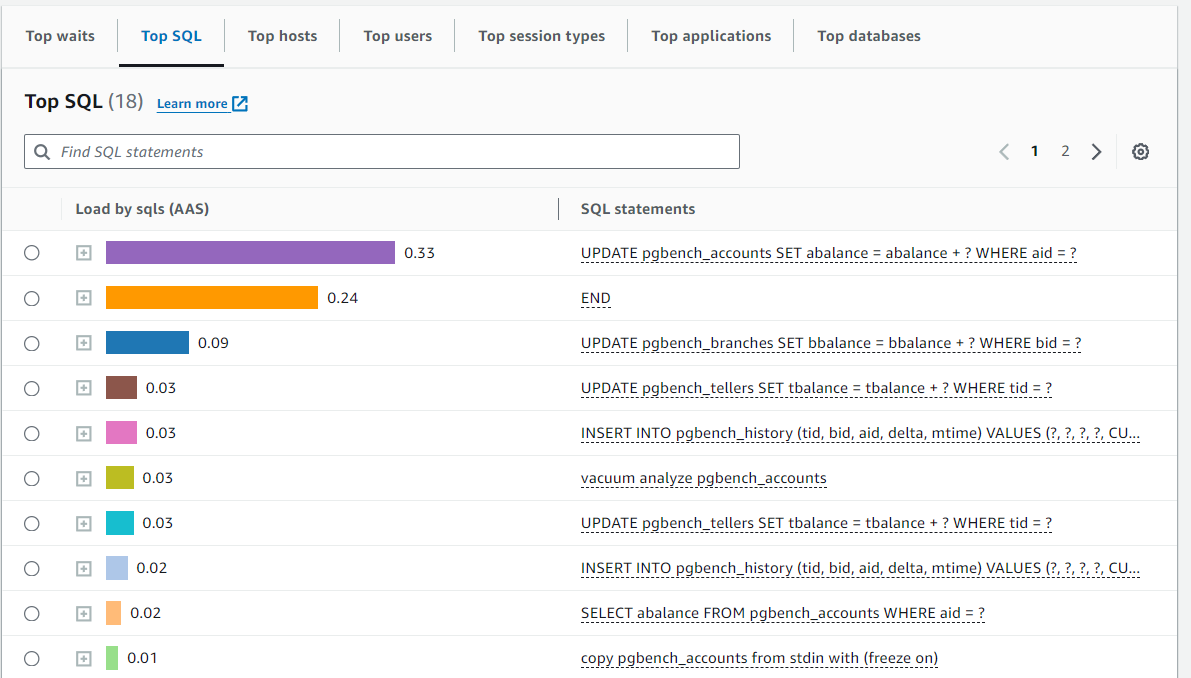 Top waits Top SQL Top hosts Top users Top session types Top applications Top databases
Top SQL (18) Learn more
Find SQL statements 1 2
Load by sqls (AAS) SQL statements
0.33 UPDATE pgbench_accounts SET abalance = abalance + ? WHERE aid = ?
0.24 END
0.09 UPDATE pgbench_branches SET bbalance = bbalance + ? WHERE bid = ?
0.03 UPDATE pgbench_tellers SET tbalance = tbalance + ? WHERE tid = ?
0.03 INSERT INTO pgbench_history (tid, bid, aid, delta, mtime) VALUES (?, ?, ?, ?, CU...
0.03 vacuum analyze pgbench_accounts
0.03 UPDATE pgbench_tellers SET tbalance = tbalance + ? WHERE tid = ?
0.02 INSERT INTO pgbench_history (tid, bid, aid, delta, mtime) VALUES (?, ?, ?, ?, CU...
0.02 SELECT abalance FROM pgbench_accounts WHERE aid = ?
0.01 copy pgbench_accounts from stdin with (freeze on)